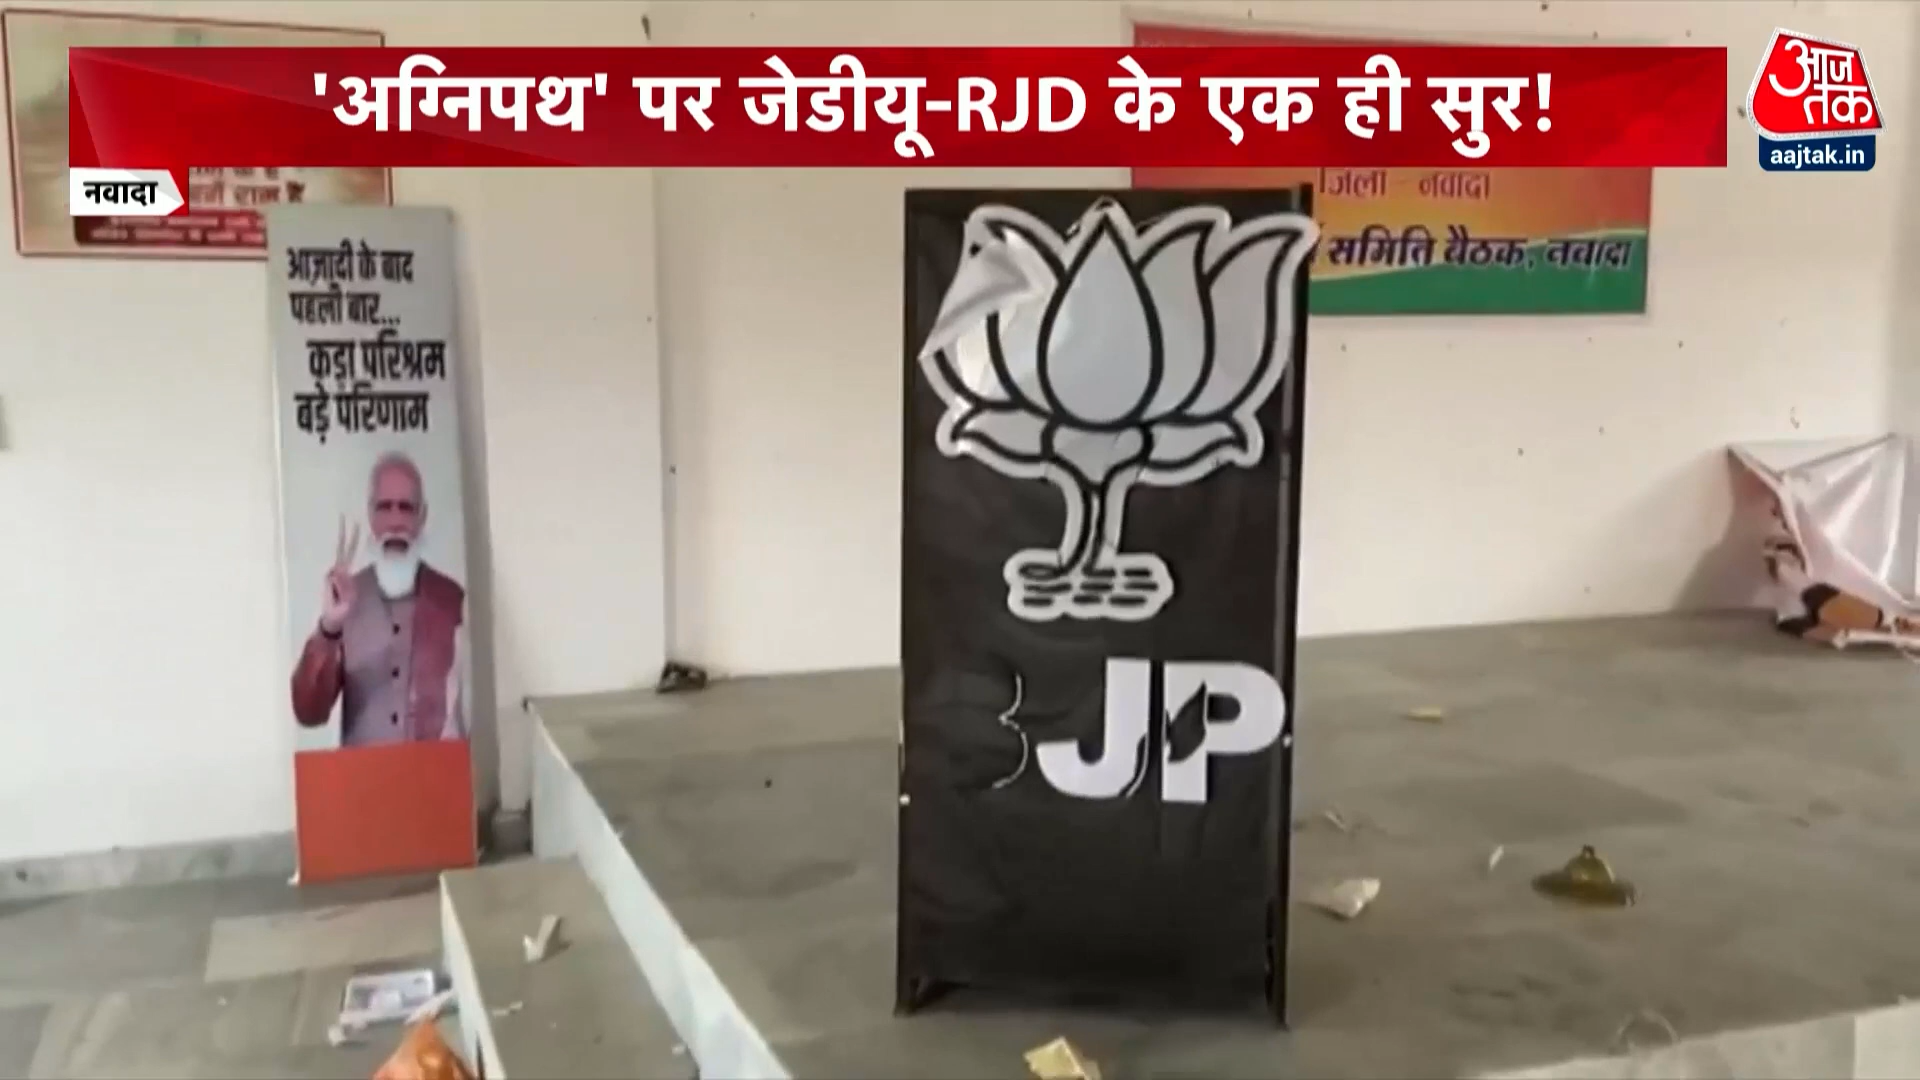 'अग्निपथ' पर जेडीयू-RJD के एक ही सुर!
आज
तक
aajtak.in
नवादा
जिला - नवादा
समिति बैठक, नवादा
आज़ादी के बाद
पहली बार...
कड़ा परिश्रम
बड़े परिणाम
JP